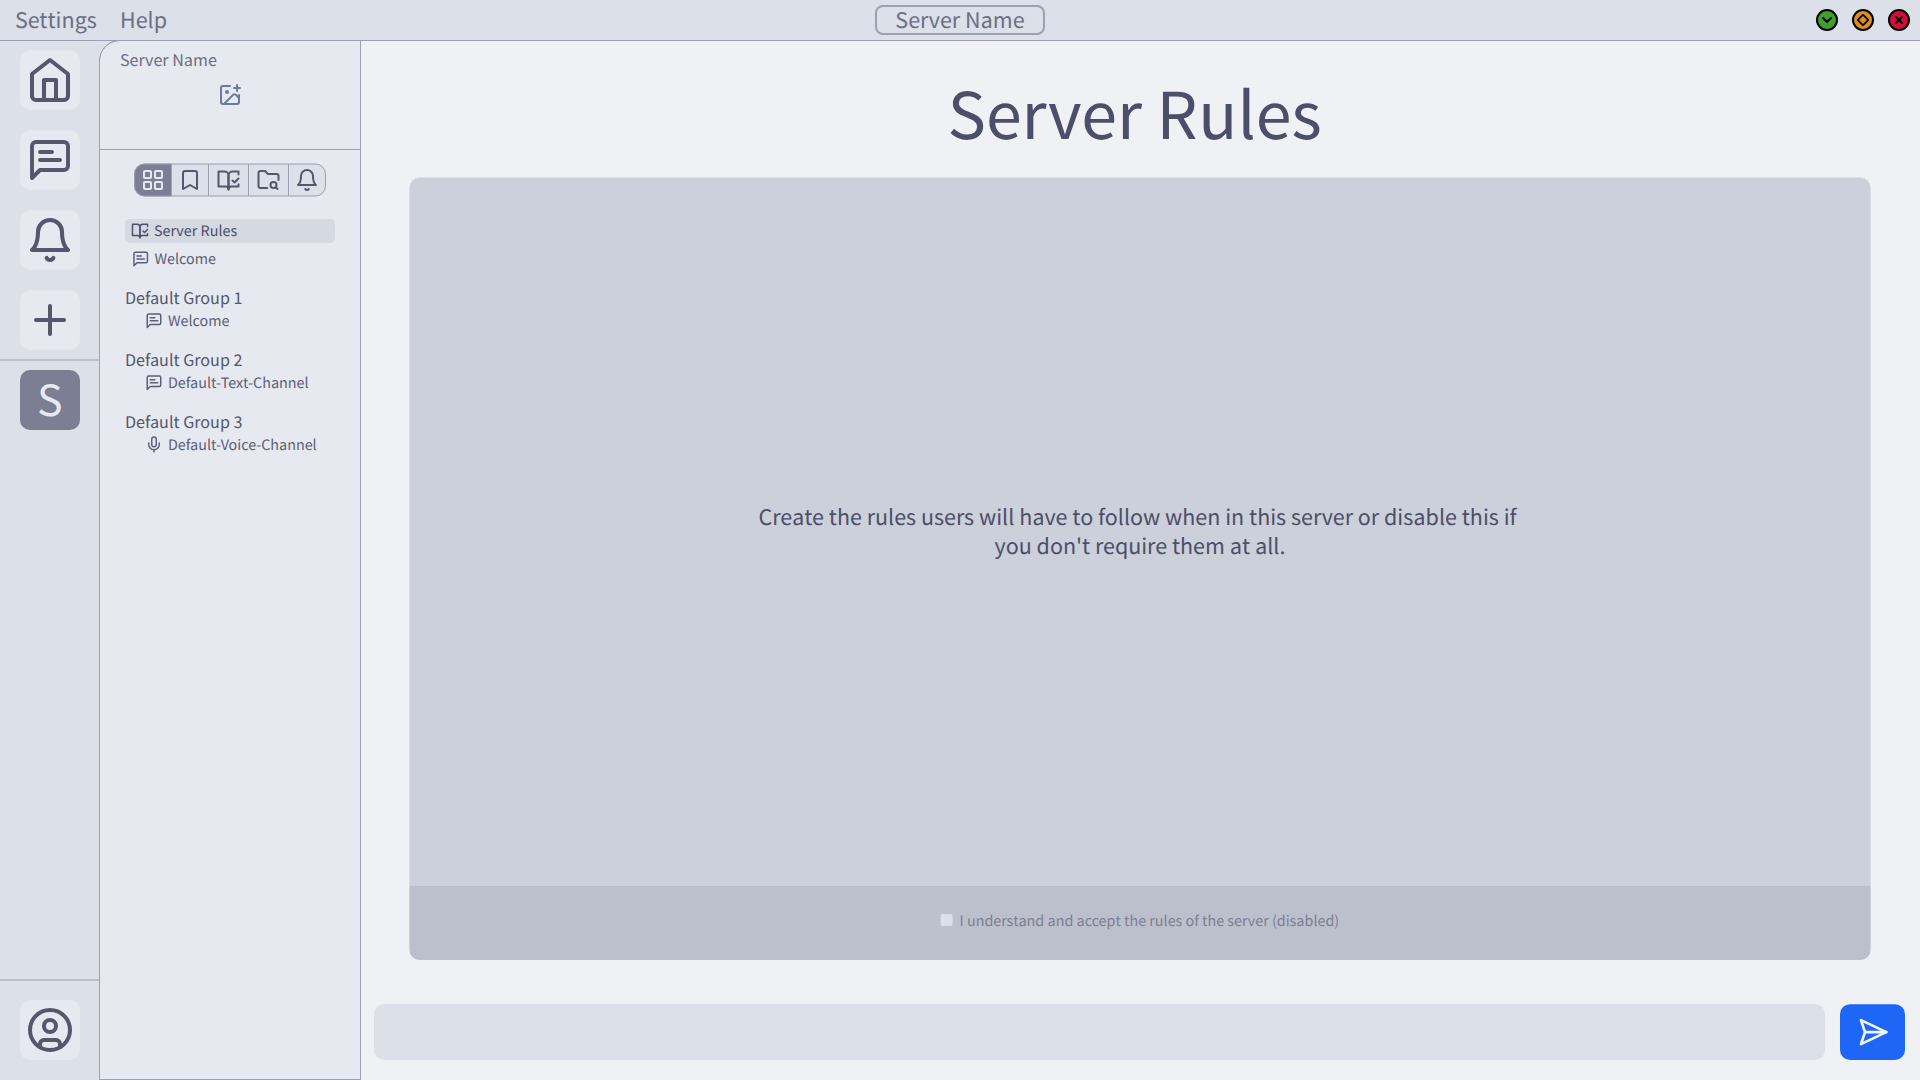 Settings Help Server Name
Server Name
Server Rules
Welcome
Default Group 1
Welcome
Default Group 2
Default-Text-Channel
Default Group 3
Default-Voice-Channel
S
Server Rules
Create the rules users will have to follow when in this server or disable this if
you don't require them at all.
I understand and accept the rules of the server (disabled)